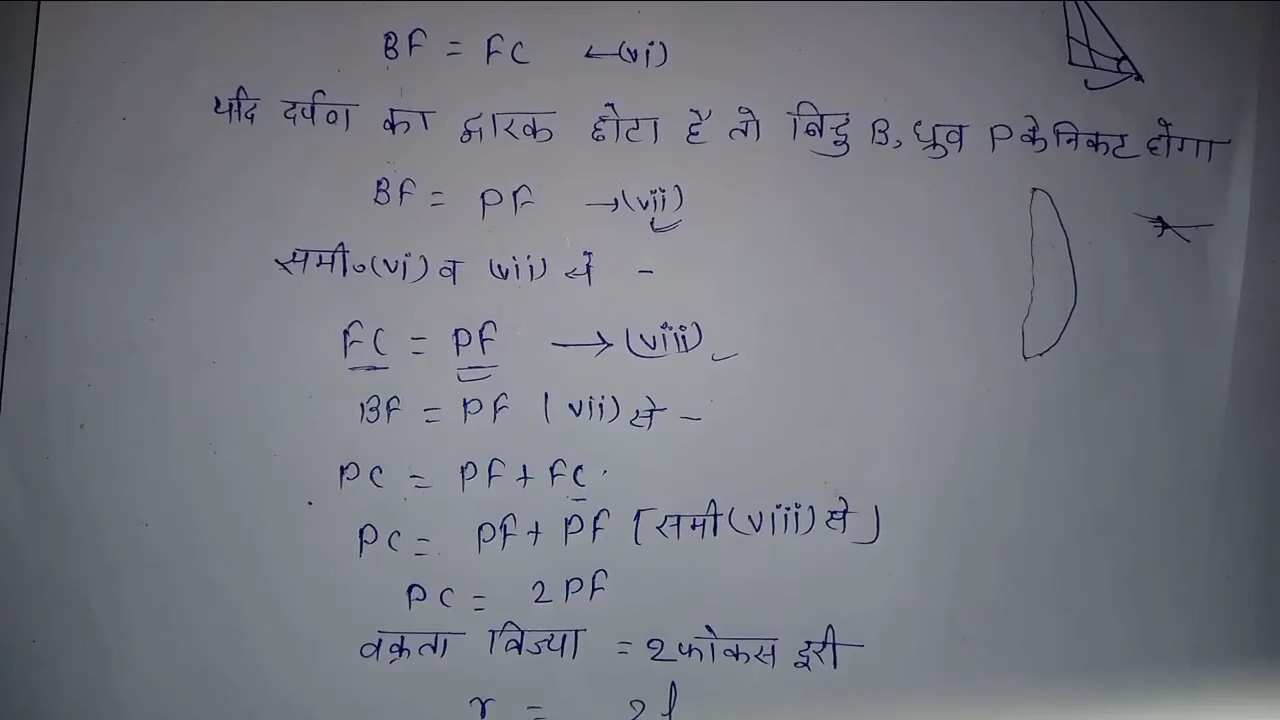 BF = FC ←(vi)
यदि दर्पण का द्वारक छोटा है तो बिंदु B, ध्रुव P के निकट होगा
BF = PF →(vii)
समी०(vi) व (vii) से -
FC = PF → (viii)
BF = PF (vii) से -
PC = PF + FC
PC = PF + PF [समी (viii) से]
PC = 2PF
वक्रता त्रिज्या = 2 फोकस दूरी
r = 2f